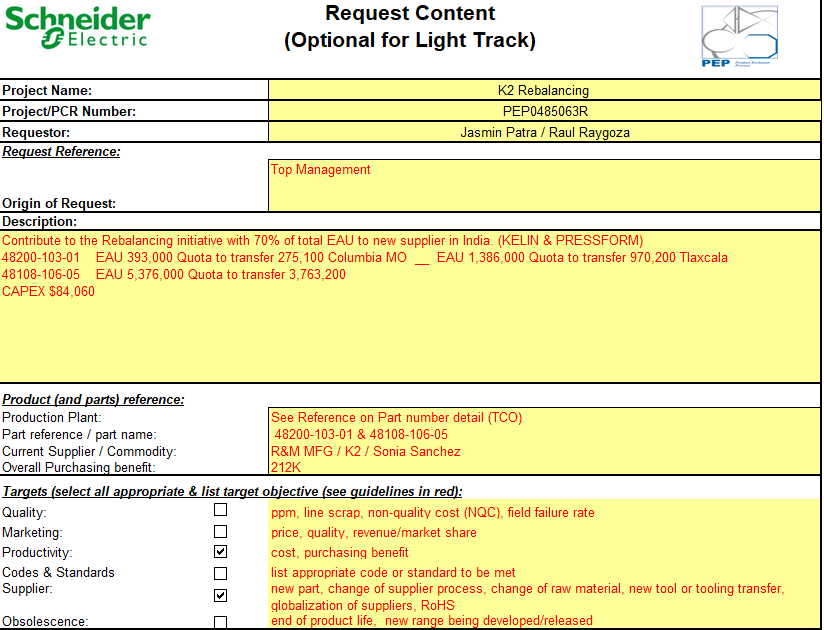 Schneider
Electric
Request Content
(Optional for Light Track)
PEP Product Evolution Process
Project Name: K2 Rebalancing
Project/PCR Number: PEP0485063R
Requestor: Jasmin Patra / Raul Raygoza
Request Reference:
Top Management
Origin of Request:
Description:
Contribute to the Rebalancing initiative with 70% of total EAU to new supplier in India. (KELIN & PRESSFORM)
48200-103-01 EAU 393,000 Quota to transfer 275,100 Columbia MO __ EAU 1,386,000 Quota to transfer 970,200 Tlaxcala
48108-106-05 EAU 5,376,000 Quota to transfer 3,763,200
CAPEX $84,060
Product (and parts) reference:
Production Plant: See Reference on Part number detail (TCO)
Part reference / part name: 48200-103-01 & 48108-106-05
Current Supplier / Commodity: R&M MFG / K2 / Sonia Sanchez
Overall Purchasing benefit: 212K
Targets (select all appropriate & list target objective (see guidelines in red):
Quality: ppm, line scrap, non-quality cost (NQC), field failure rate
Marketing: price, quality, revenue/market share
Productivity: cost, purchasing benefit
Codes & Standards list appropriate code or standard to be met
Supplier: new part, change of supplier process, change of raw material, new tool or tooling transfer,
globalization of suppliers, RoHS
Obsolescence: end of product life, new range being developed/released